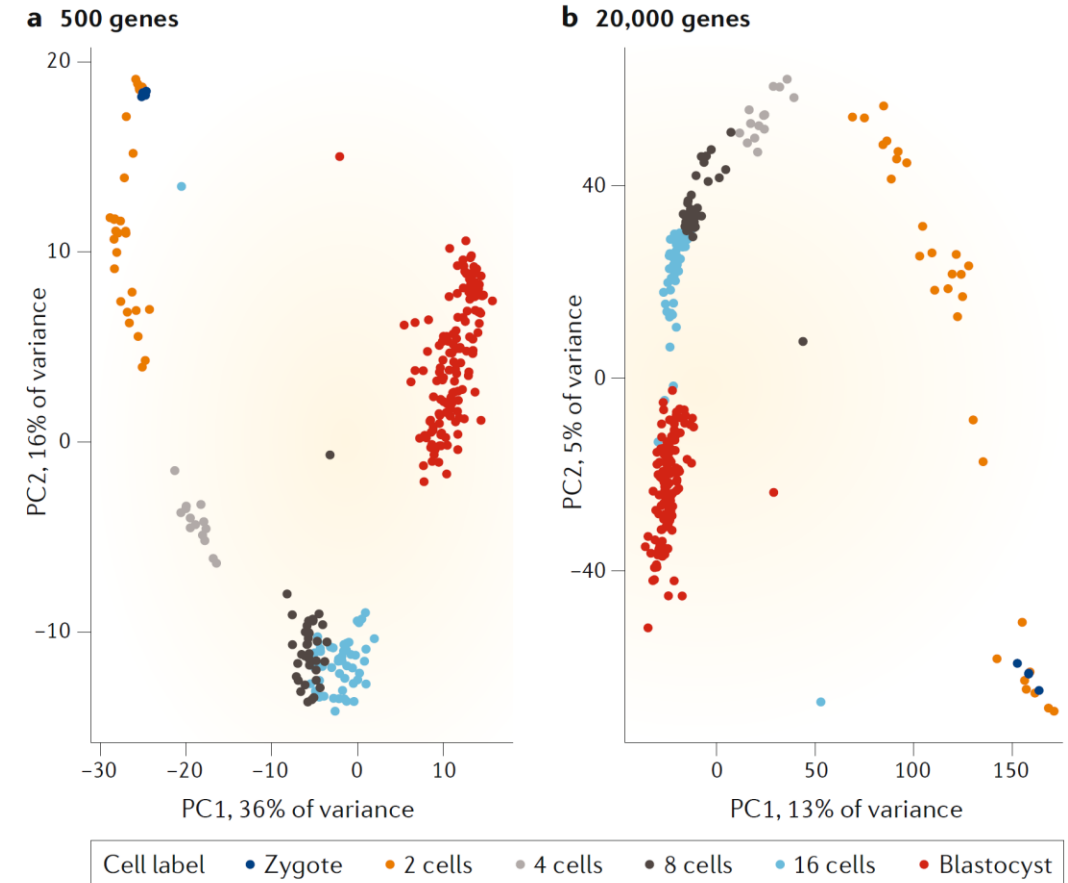 a 500 genes
20
10
0
−10
PC2, 16% of variance
−30 −20 −10 0 10
PC1, 36% of variance
b 20,000 genes
40
0
−40
PC2, 5% of variance
0 50 100 150
PC1, 13% of variance
Cell label Zygote 2 cells 4 cells 8 cells 16 cells Blastocyst